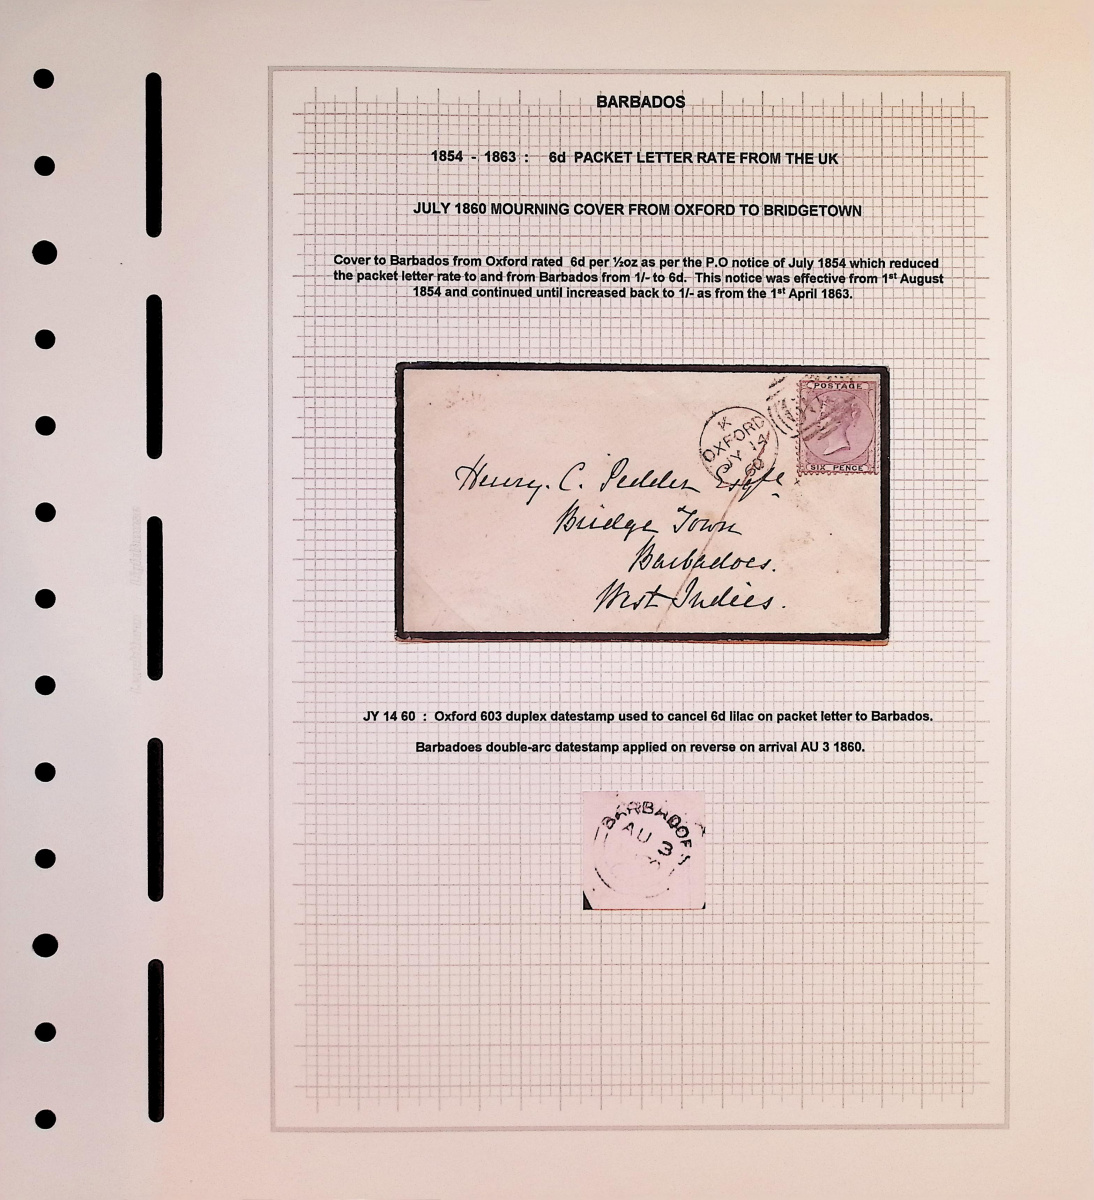 BARBADOS
1854 - 1863 : 6d PACKET LETTER RATE FROM THE UK
JULY 1860 MOURNING COVER FROM OXFORD TO BRIDGETOWN
Cover to Barbados from Oxford rated 6d per ½oz as per the P.O notice of July 1854 which reduced
the packet letter rate to and from Barbados from 1/- to 6d. This notice was effective from 1st August
1854 and continued until increased back to 1/- as from the 1st April 1863.
POSTAGE
SIX PENCE
K
OXFORD
JY 14
60
Henry. C. Pedder Esqre
Bridge Town
Barbadoes.
West Indies.
JY 14 60 : Oxford 603 duplex datestamp used to cancel 6d lilac on packet letter to Barbados.
Barbadoes double-arc datestamp applied on reverse on arrival AU 3 1860.
BARBADOES
AU 3